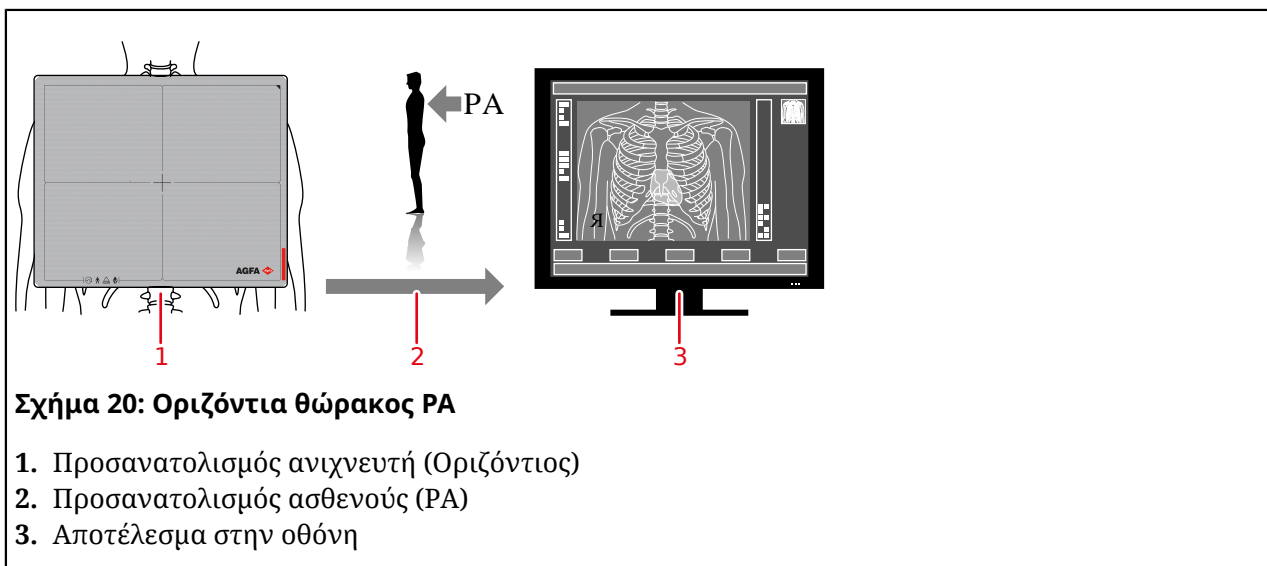 PA
Я
AGFA
1
2
3
Σχήμα 20: Οριζόντια θώρακος PA
1. Προσανατολισμός ανιχνευτή (Οριζόντιος)
2. Προσανατολισμός ασθενούς (PA)
3. Αποτέλεσμα στην οθόνη